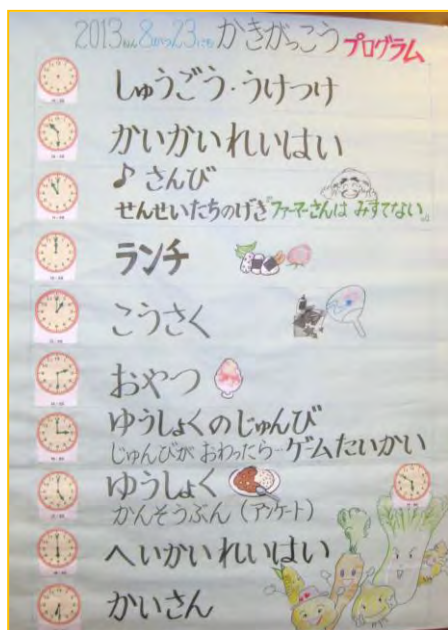 2013ねん8がつ23にち かきがっこう プログラム
しゅうごう・うけつけ
かいかいれいはい
♪さんび
せんせいたちのげき ファーマーさんは みすてない。
ランチ
こうさく
おやつ
ゆうしょくのじゅんび
じゅんびが おわったら…ゲームたいかい
ゆうしょく
かんそうぶん(アンケート)
へいかいれいはい
かいさん